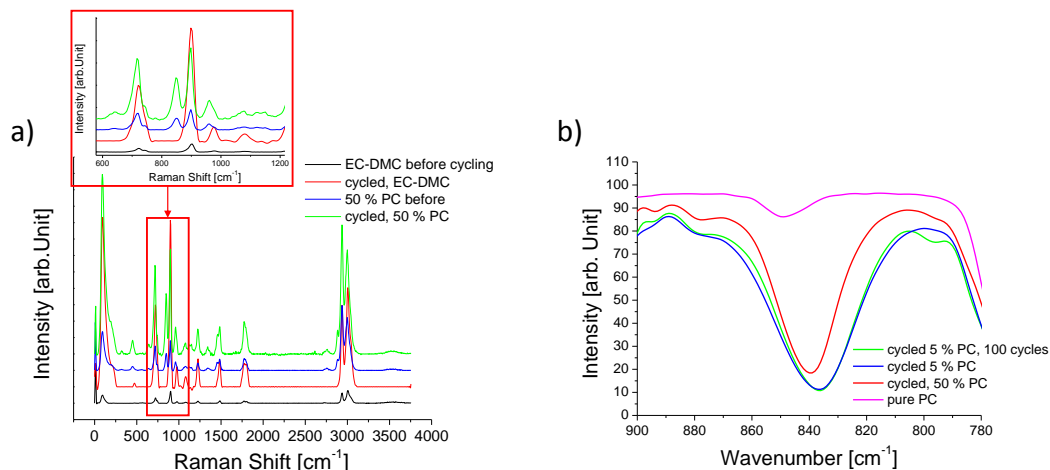 a)
Intensity [arb.Unit]
600 800 1000 1200
Raman Shift [cm-1]
EC-DMC before cycling
cycled, EC-DMC
50 % PC before
cycled, 50 % PC
Intensity [arb.Unit]
0 500 1000 1500 2000 2500 3000 3500 4000
Raman Shift [cm-1]
b)
Intensity [arb. Unit]
110
100
90
80
70
60
50
40
30
20
10
0
cycled 5 % PC, 100 cycles
cycled 5 % PC
cycled, 50 % PC
pure PC
900 880 860 840 820 800 780
Wavenumber [cm-1]